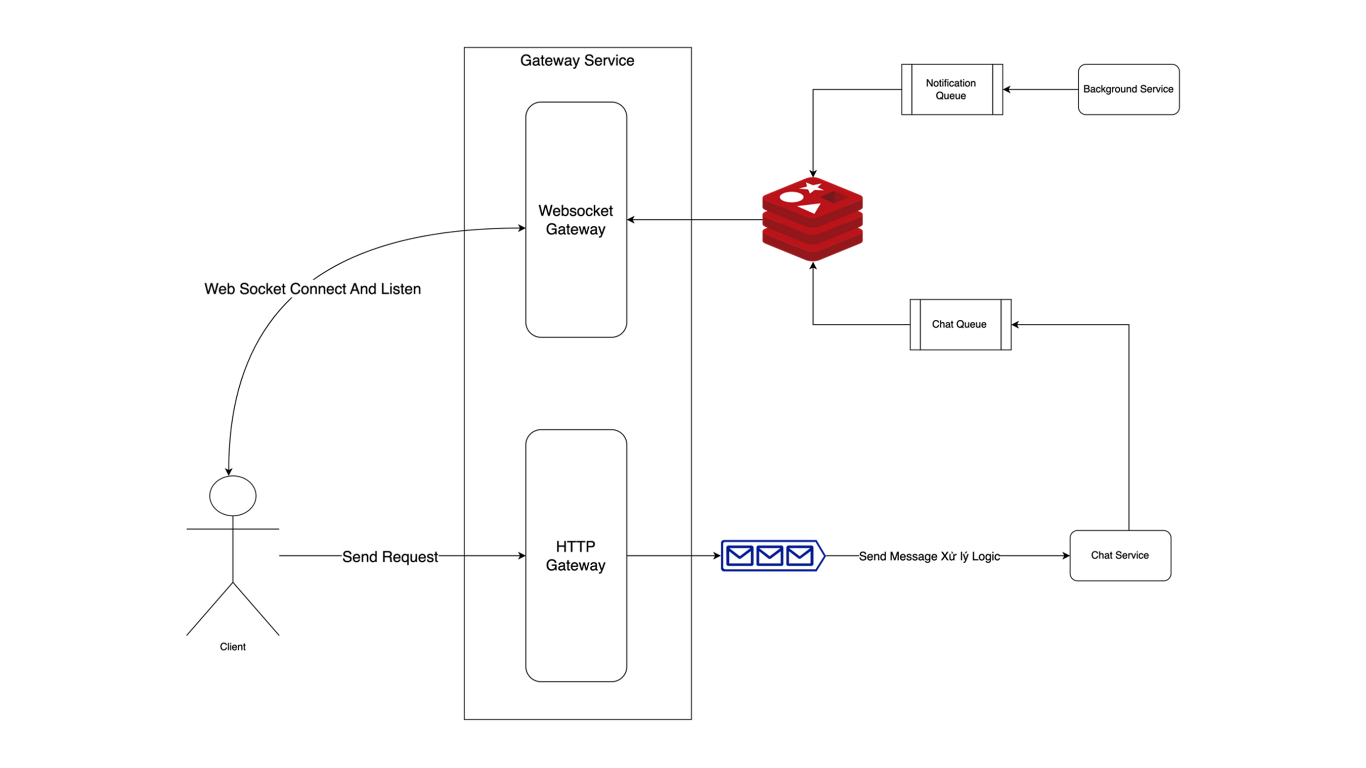 Gateway Service
Notification
Queue
Background Service
Websocket
Gateway
Web Socket Connect And Listen
Chat Queue
HTTP
Gateway
Send Request
Send Message Xử lý Logic
Chat Service
Client